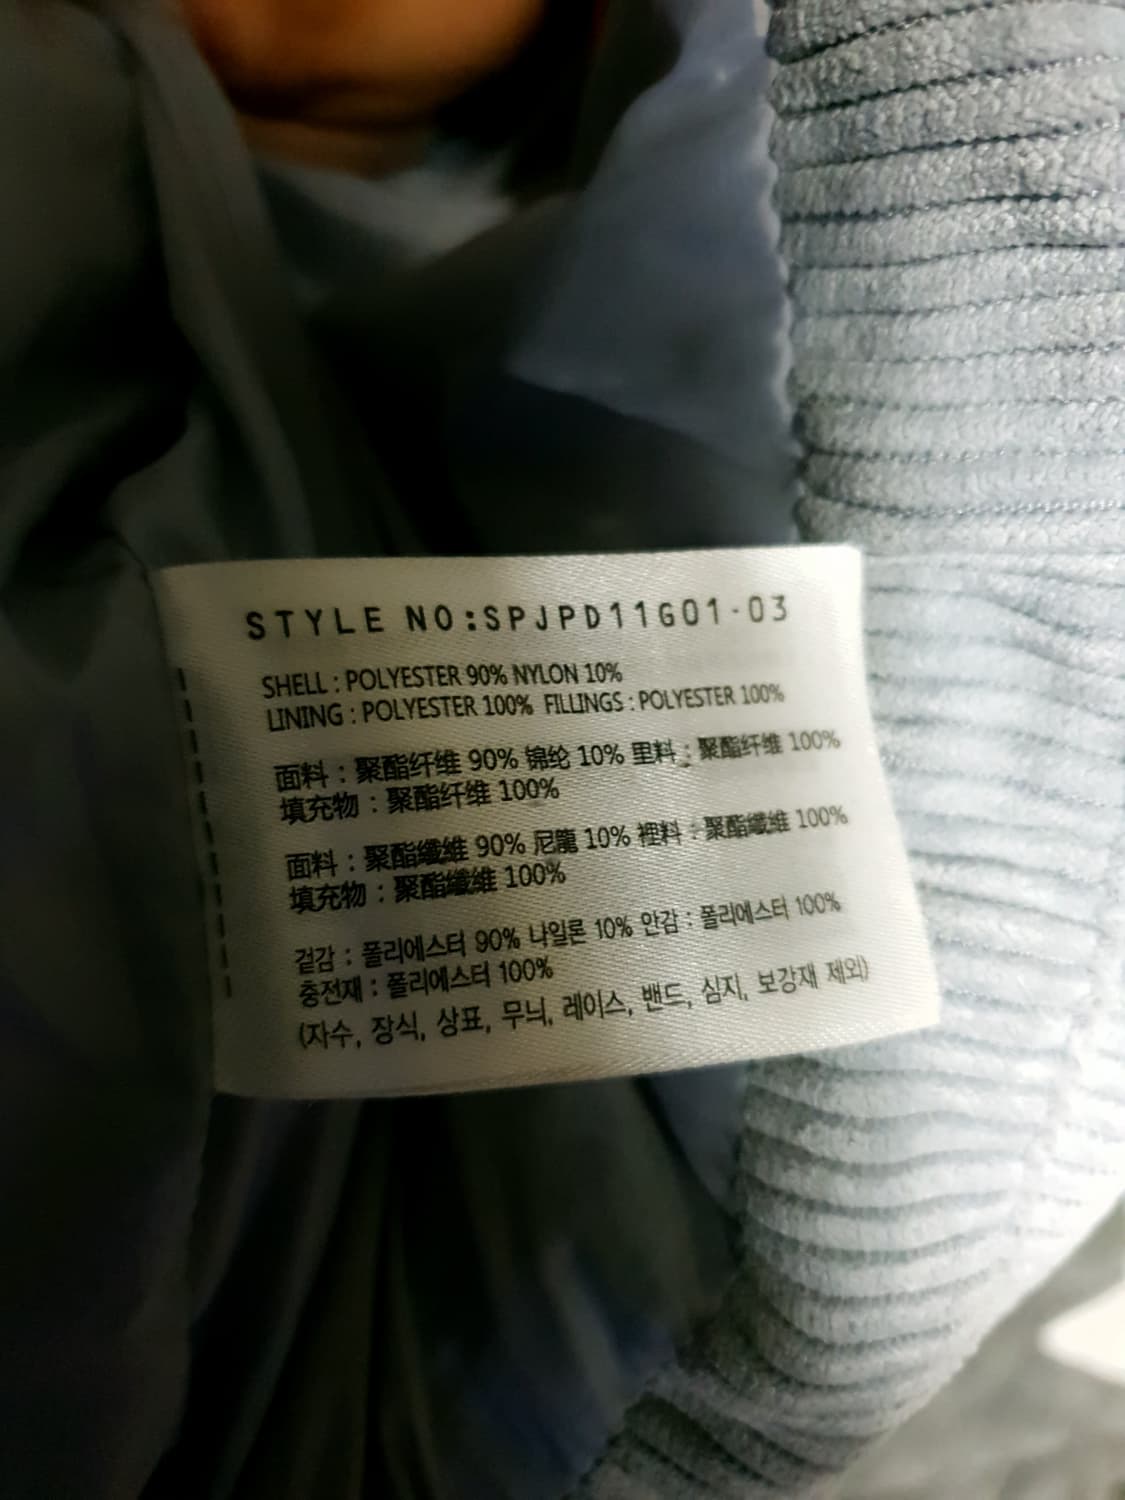 STYLE NO:SPJPD11G01-03
SHELL : POLYESTER 90% NYLON 10%
LINING : POLYESTER 100% FILLINGS : POLYESTER 100%
面料：聚酯纤维 90% 锦纶 10% 里料：聚酯纤维 100%
填充物：聚酯纤维 100%
面料：聚酯纖維 90% 尼龍 10% 裡料：聚酯纖維 100%
填充物：聚酯纖維 100%
겉감 : 폴리에스터 90% 나일론 10% 안감 : 폴리에스터 100%
충전재 : 폴리에스터 100%
(자수, 장식, 상표, 무늬, 레이스, 밴드, 심지, 보강재 제외)